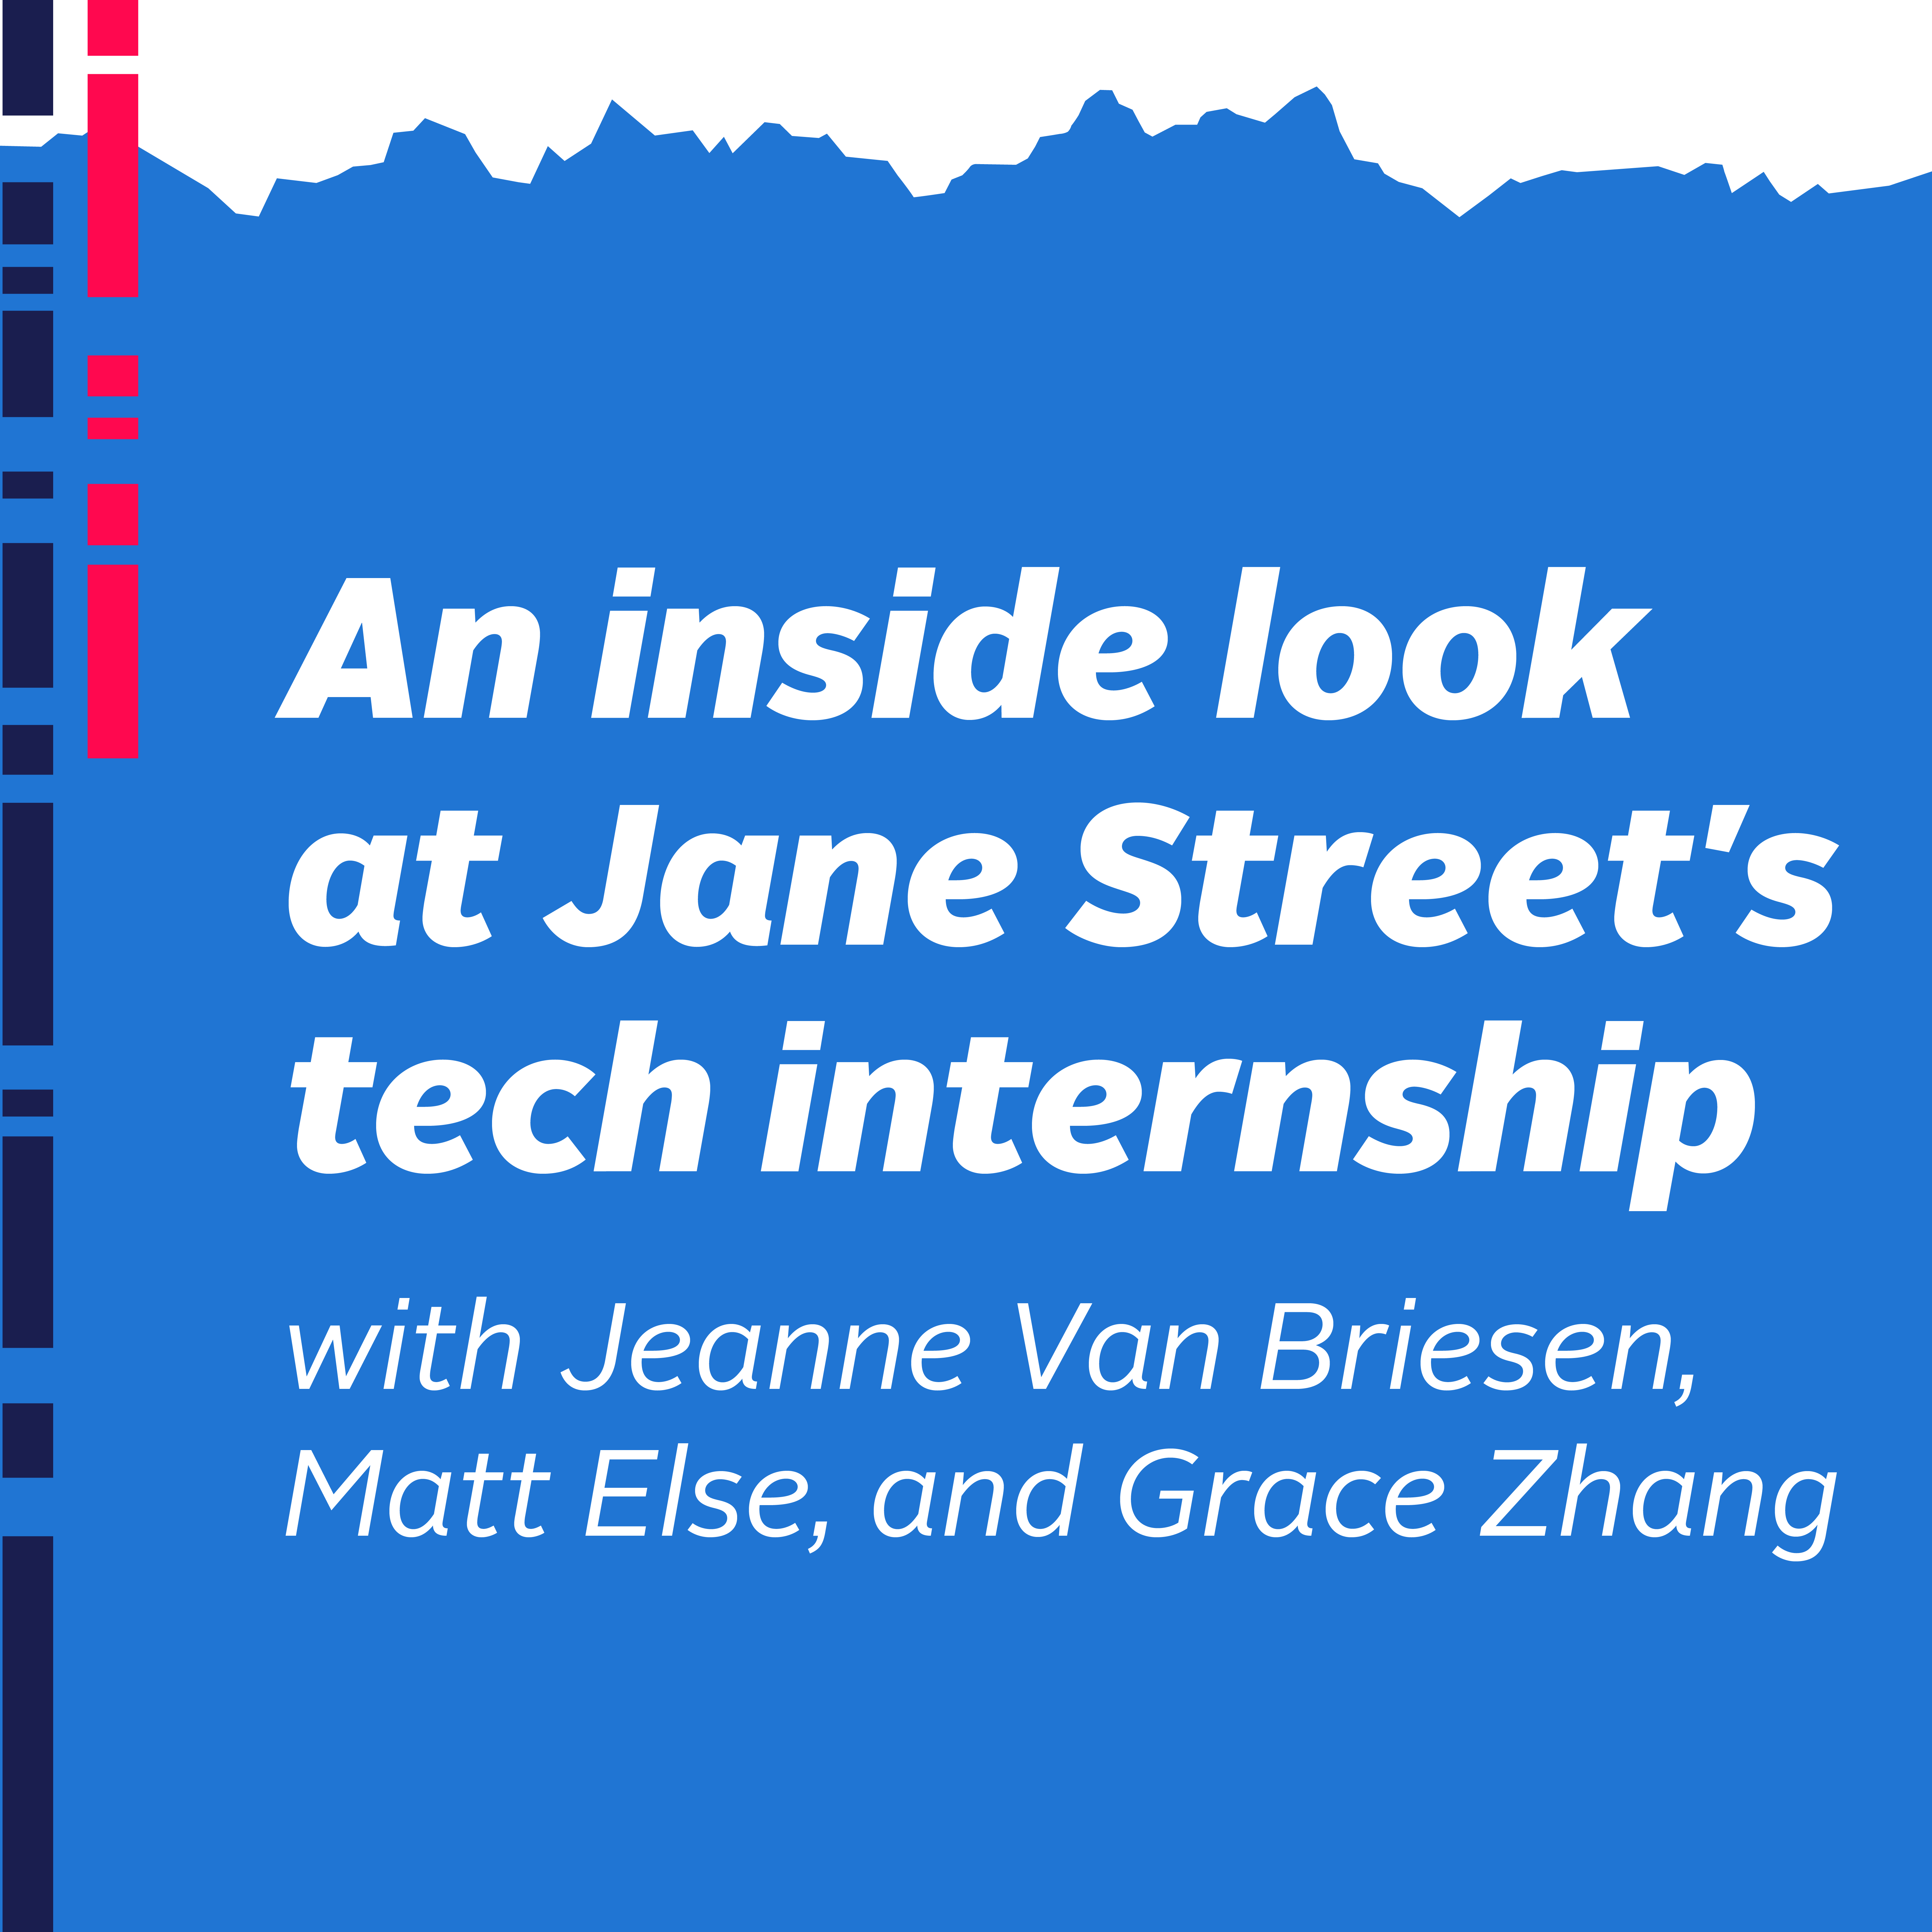 An inside look
at Jane Street's
tech internship
with Jeanne Van Briesen,
Matt Else, and Grace Zhang